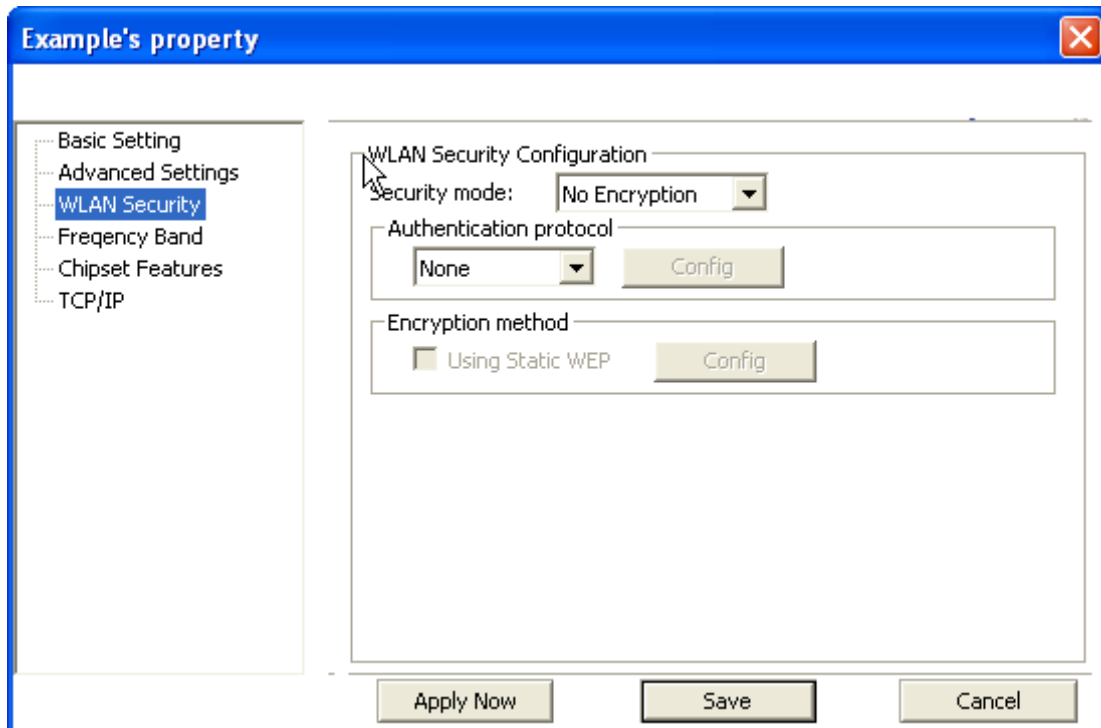 Example's property
Basic Setting
Advanced Settings
WLAN Security
Freqency Band
Chipset Features
TCP/IP
WLAN Security Configuration
Security mode: No Encryption
Authentication protocol
None Config
Encryption method
Using Static WEP Config
Apply Now Save Cancel